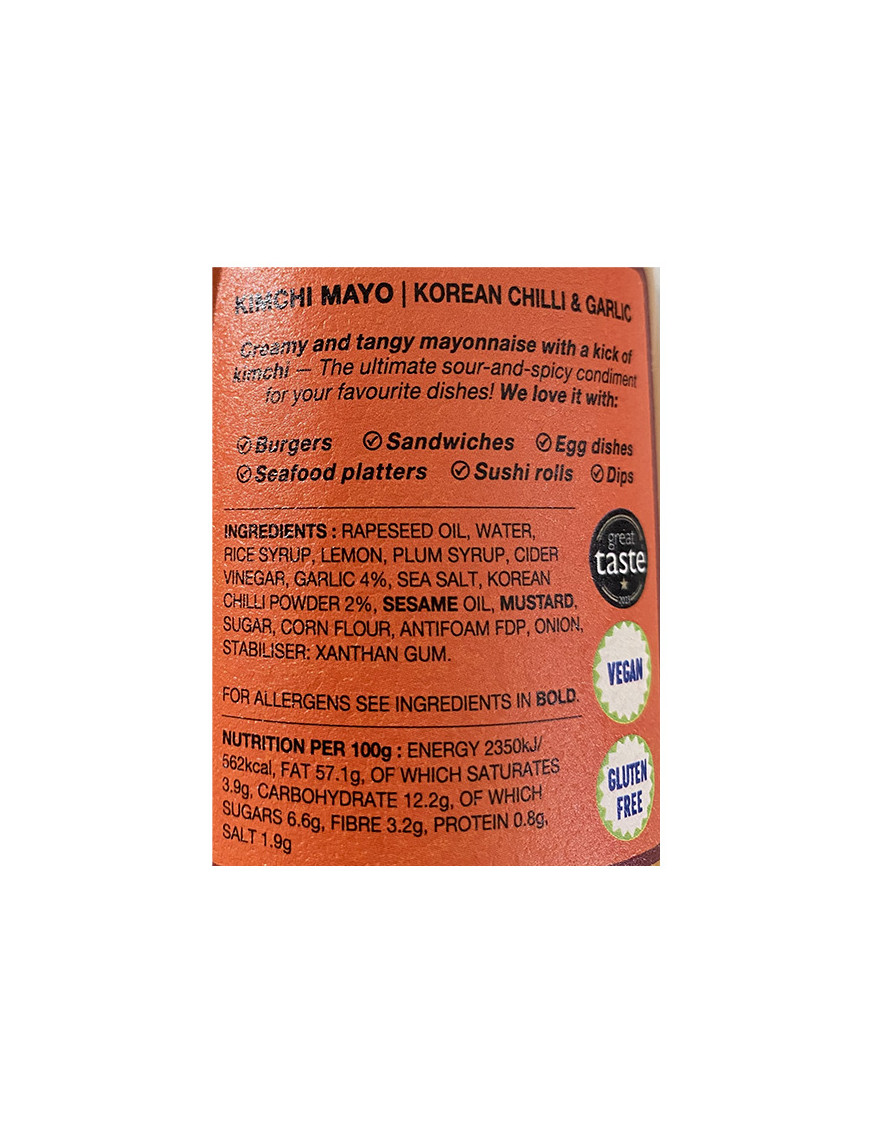 KIMCHI MAYO | KOREAN CHILLI & GARLIC
Creamy and tangy mayonnaise with a kick of
kimchi — The ultimate sour-and-spicy condiment
for your favourite dishes! We love it with:
Burgers Sandwiches Egg dishes
Seafood platters Sushi rolls Dips
INGREDIENTS : RAPESEED OIL, WATER,
RICE SYRUP, LEMON, PLUM SYRUP, CIDER
VINEGAR, GARLIC 4%, SEA SALT, KOREAN
CHILLI POWDER 2%, SESAME OIL, MUSTARD,
SUGAR, CORN FLOUR, ANTIFOAM FDP, ONION,
STABILISER: XANTHAN GUM.
FOR ALLERGENS SEE INGREDIENTS IN BOLD.
great
taste
VEGAN
GLUTEN
FREE
NUTRITION PER 100g : ENERGY 2350kJ/
562kcal, FAT 57.1g, OF WHICH SATURATES
3.9g, CARBOHYDRATE 12.2g, OF WHICH
SUGARS 6.6g, FIBRE 3.2g, PROTEIN 0.8g,
SALT 1.9g